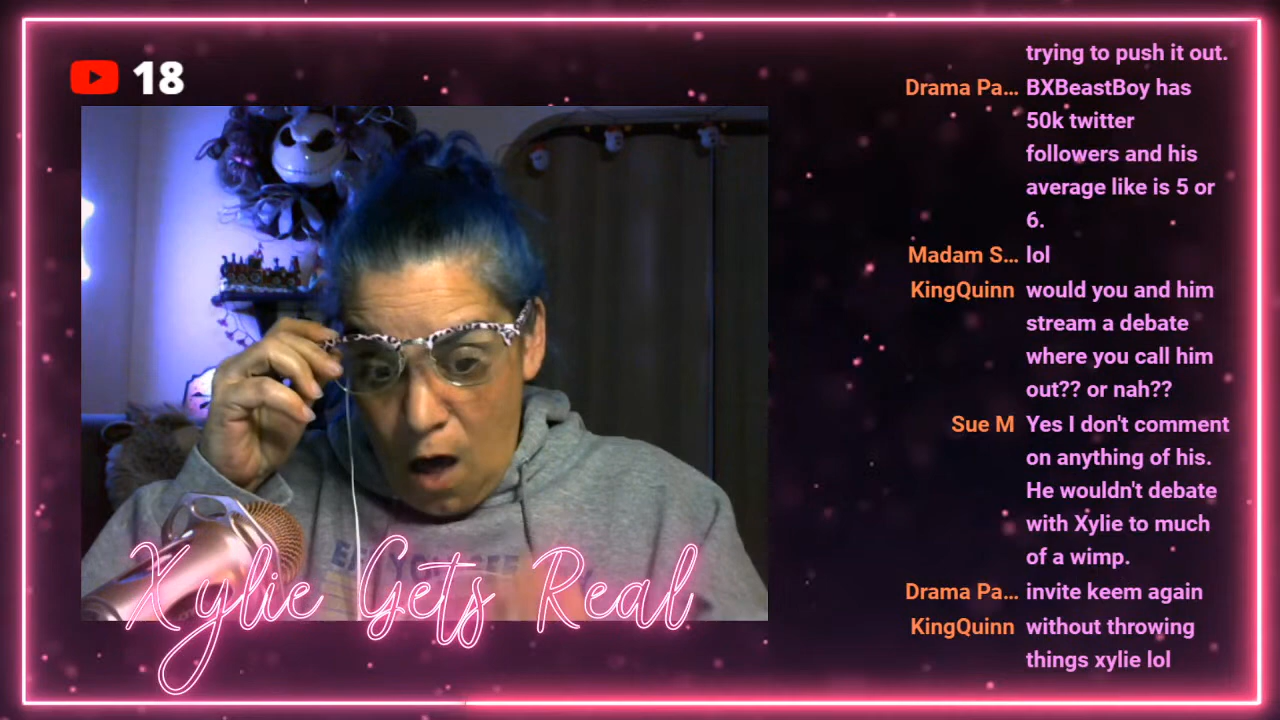 18
trying to push it out.
Drama Pa... BXBeastBoy has
50k twitter
followers and his
average like is 5 or
6.
Madam S... lol
KingQuinn would you and him
stream a debate
where you call him
out?? or nah??
Sue M Yes I don't comment
on anything of his.
He wouldn't debate
with Xylie to much
of a wimp.
Drama Pa... invite keem again
KingQuinn without throwing
things xylie lol
Xylie Gets Real